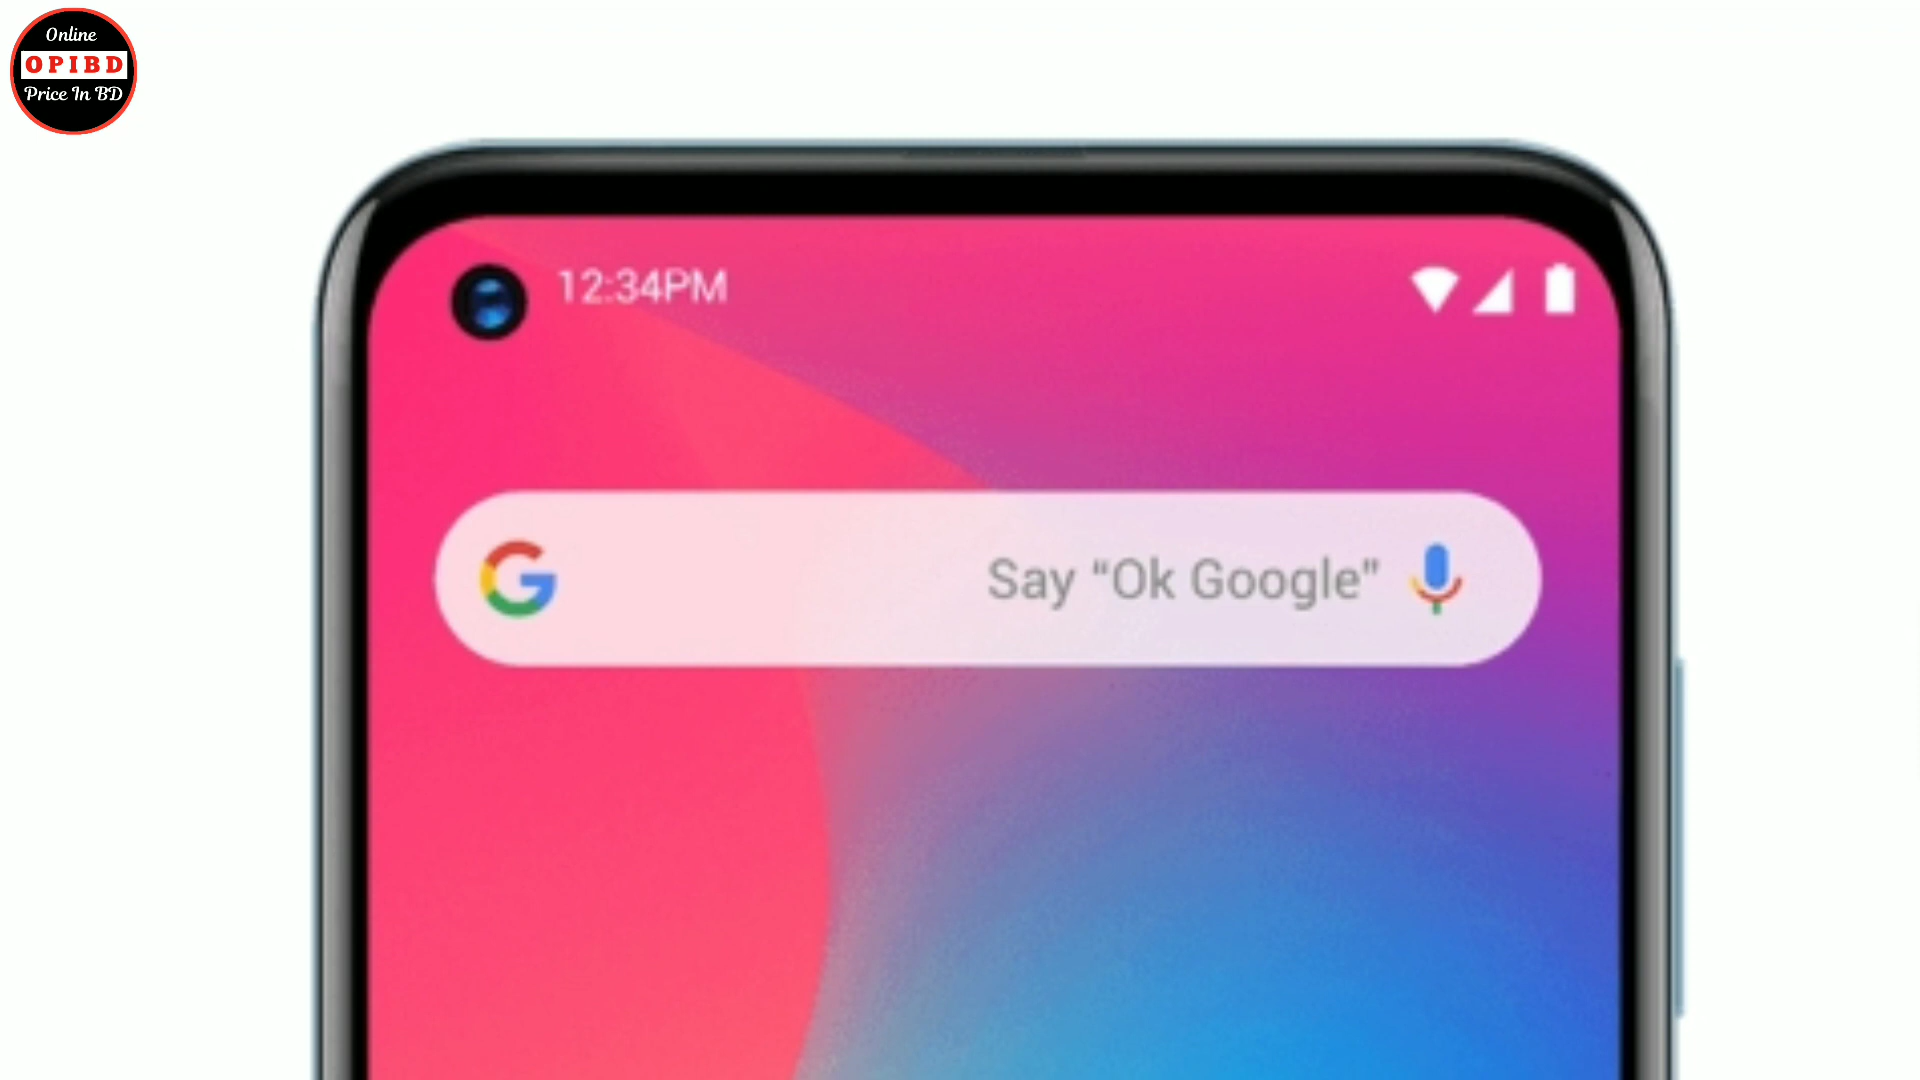 Online
OPIBD
Price In BD
12:34PM
Say “Ok Google”